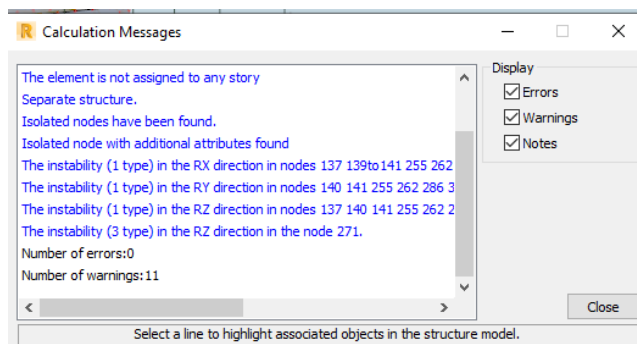 Calculation Messages
The element is not assigned to any story
Separate structure.
Isolated nodes have been found.
Isolated node with additional attributes found
The instability (1 type) in the RX direction in nodes 137 139to141 255 262
The instability (1 type) in the RY direction in nodes 140 141 255 262 286 3
The instability (1 type) in the RZ direction in nodes 137 140 141 255 262 2
The instability (3 type) in the RZ direction in the node 271.
Number of errors:0
Number of warnings:11
Display
Errors
Warnings
Notes
Close
Select a line to highlight associated objects in the structure model.